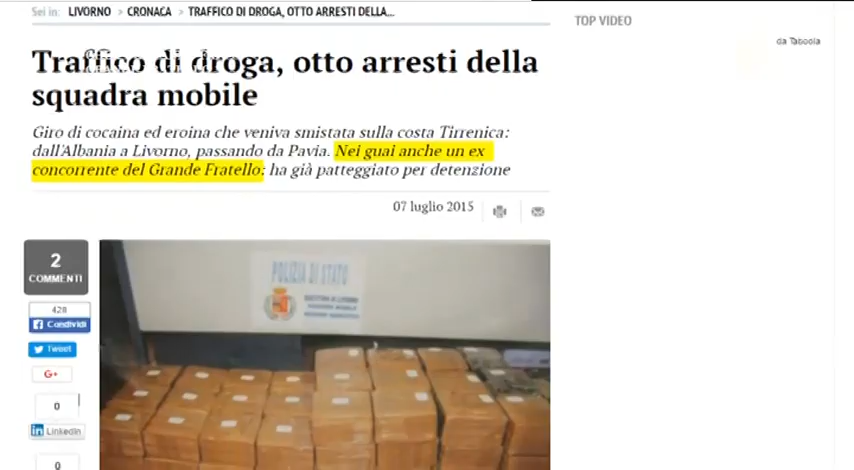 Sei in: LIVORNO > CRONACA > TRAFFICO DI DROGA, OTTO ARRESTI DELLA...
TOP VIDEO
da Taboola
Traffico di droga, otto arresti della
squadra mobile
Giro di cocaina ed eroina che veniva smistata sulla costa Tirrenica:
dall'Albania a Livorno, passando da Pavia. Nei guai anche un ex
concorrente del Grande Fratello: ha già patteggiato per detenzione
07 luglio 2015
2
COMMENTI
428
Condividi
Tweet
G+
0
LinkedIn
0
POLIZIA DI STATO